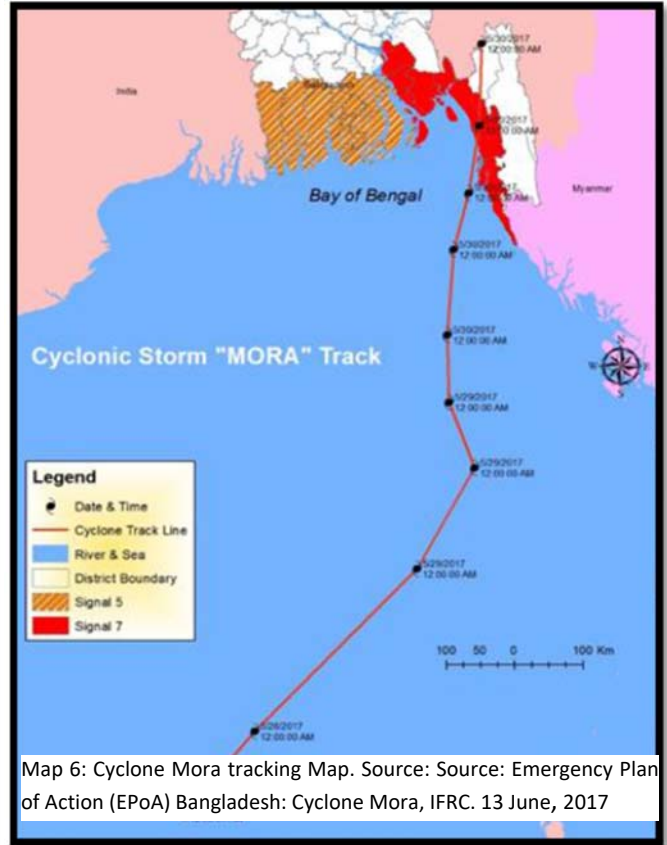 5/30/2017
12:00:00 AM
India
12:00:00 AM
Myanmar
Bay of Bengal
5/30/2017
12:00:00 AM
Cyclonic Storm "MORA" Track
5/30/2017
12:00:00 AM
N
W
E
S
5/29/2017
12:00:00 AM
5/29/2017
12:00:00 AM
Legend
Date & Time
Cyclone Track Line
River & Sea
District Boundary
Signal 5
Signal 7
5/29/2017
12:00:00 AM
100 50 0 100 Km
5/28/2017
12:00:00 AM
Map 6: Cyclone Mora tracking Map. Source: Source: Emergency Plan
of Action (EPoA) Bangladesh: Cyclone Mora, IFRC. 13 June, 2017